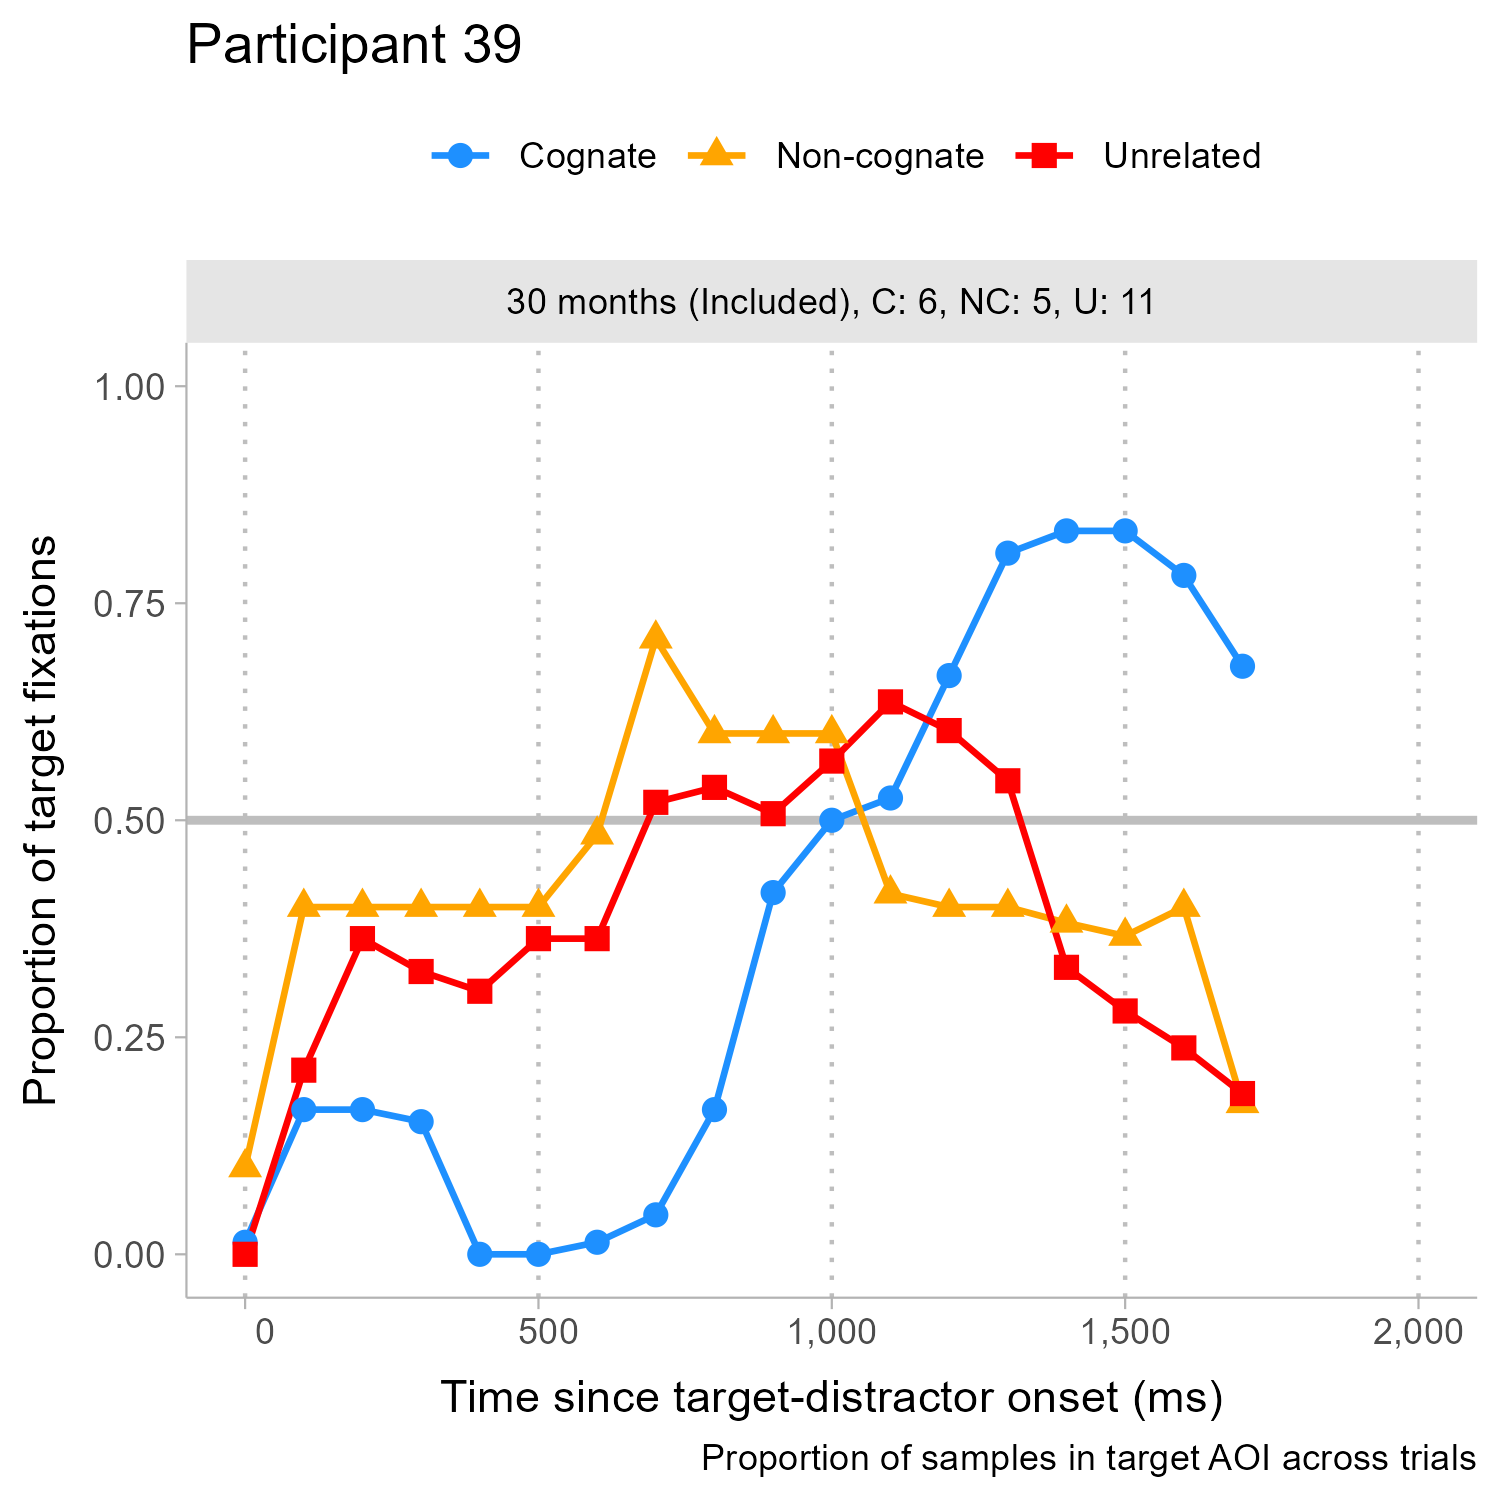 Participant 39
Cognate Non-cognate Unrelated
30 months (Included), C: 6, NC: 5, U: 11
1.00
0.75
0.50
0.25
0.00
Proportion of target fixations
0 500 1,000 1,500 2,000
Time since target-distractor onset (ms)
Proportion of samples in target AOI across trials